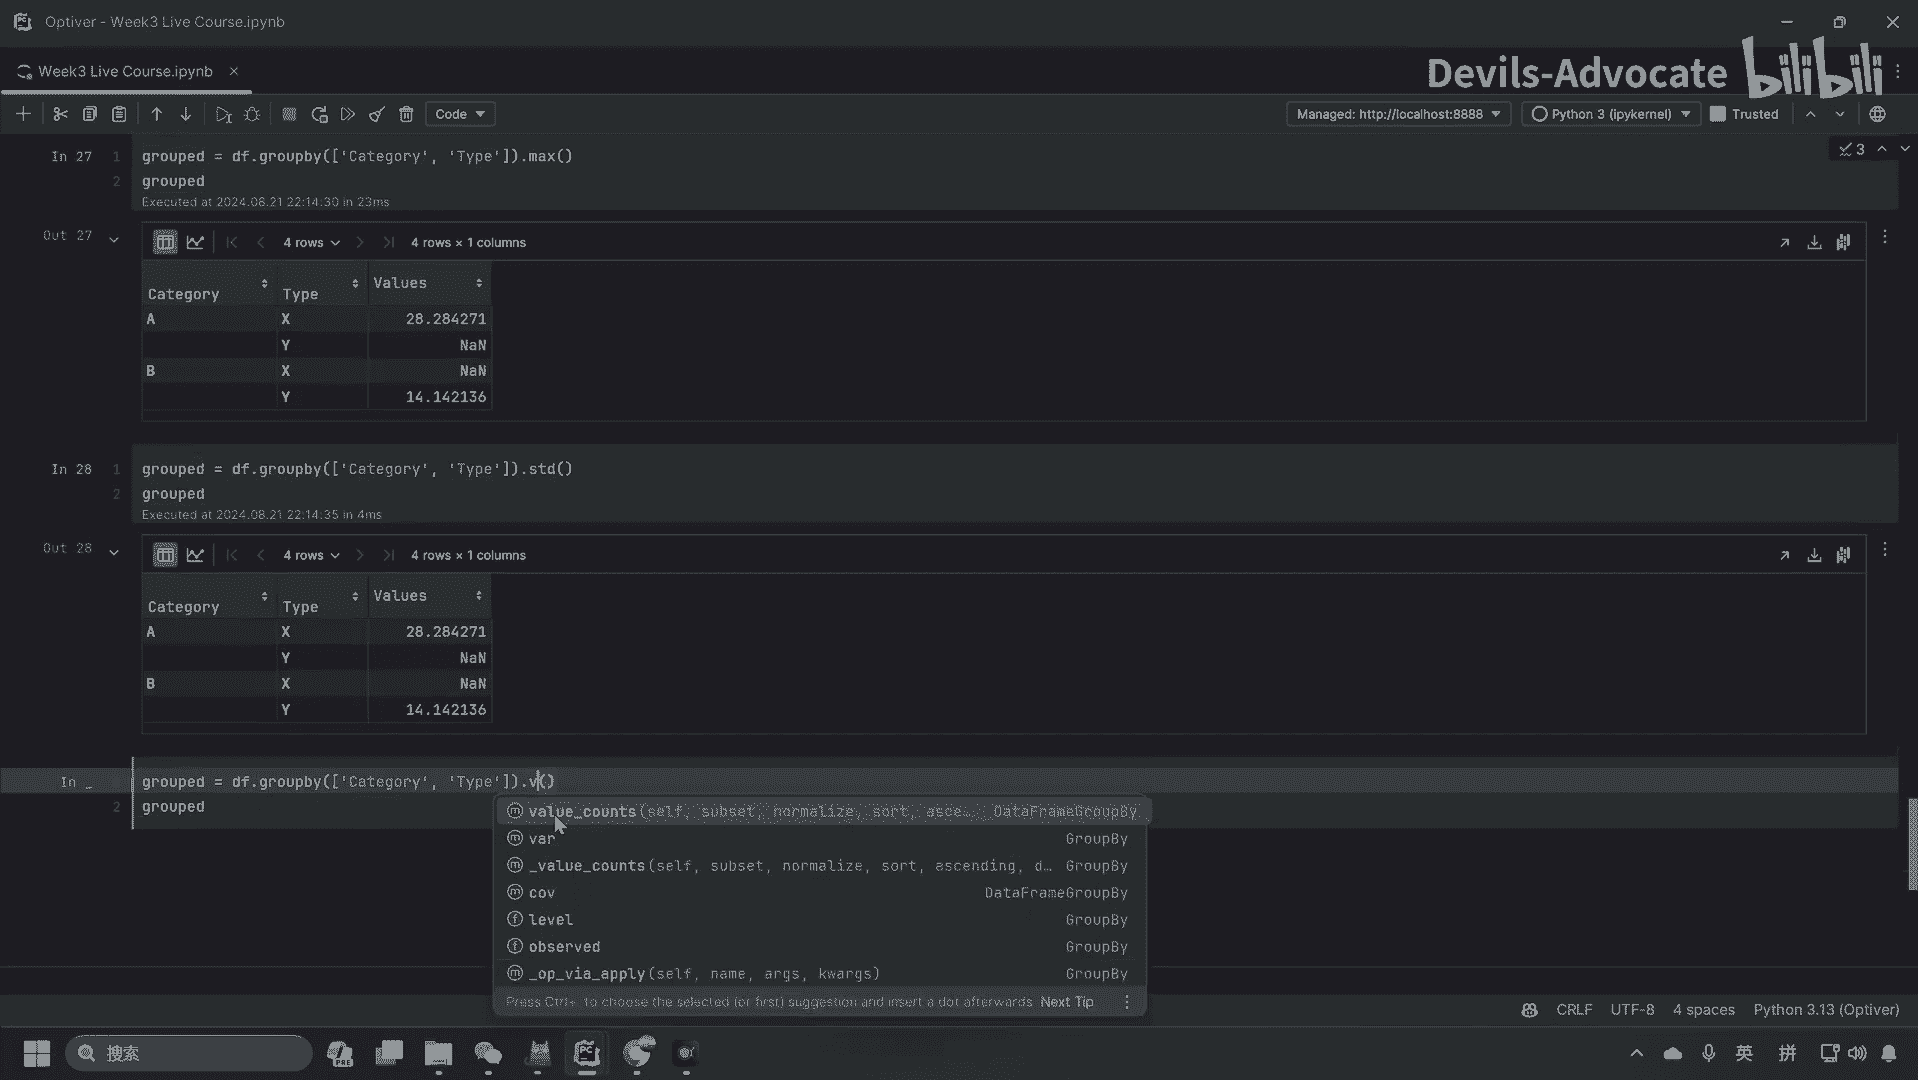 Optiver - Week3 Live Course.ipynb
Week3 Live Course.ipynb
Devils-Advocate bilibili
Code
Managed: http://localhost:8888
Python 3 (ipykernel)
Trusted
3
In 27
1 grouped = df.groupby(['Category', 'Type']).max()
2 grouped
Executed at 2024.08.21 22:14:30 in 23ms
Out 27
4 rows
4 rows × 1 columns
Category Type Values
A X 28.284271
Y NaN
B X NaN
Y 14.142136
In 28
1 grouped = df.groupby(['Category', 'Type']).std()
2 grouped
Executed at 2024.08.21 22:14:35 in 4ms
Out 28
4 rows
4 rows × 1 columns
Category Type Values
A X 28.284271
Y NaN
B X NaN
Y 14.142136
In _
grouped = df.groupby(['Category', 'Type']).v()
2 grouped
value_counts(self, subset, normalize, sort, asce… DataFrameGroupBy
var GroupBy
_value_counts(self, subset, normalize, sort, ascending, d… GroupBy
cov DataFrameGroupBy
level GroupBy
observed GroupBy
_op_via_apply(self, name, args, kwargs) GroupBy
Press Ctrl+. to choose the selected (or first) suggestion and insert a dot afterwards Next Tip
CRLF UTF-8 4 spaces Python 3.13 (Optiver)
搜索
PRE
PC
英
拼